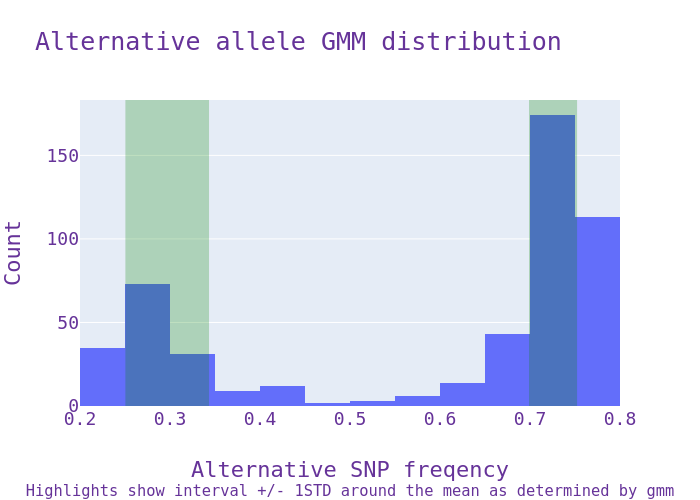 Alternative allele GMM distribution
Count
150
100
50
0
0.2 0.3 0.4 0.5 0.6 0.7 0.8
Alternative SNP freqency
Highlights show interval +/- 1STD around the mean as determined by gmm